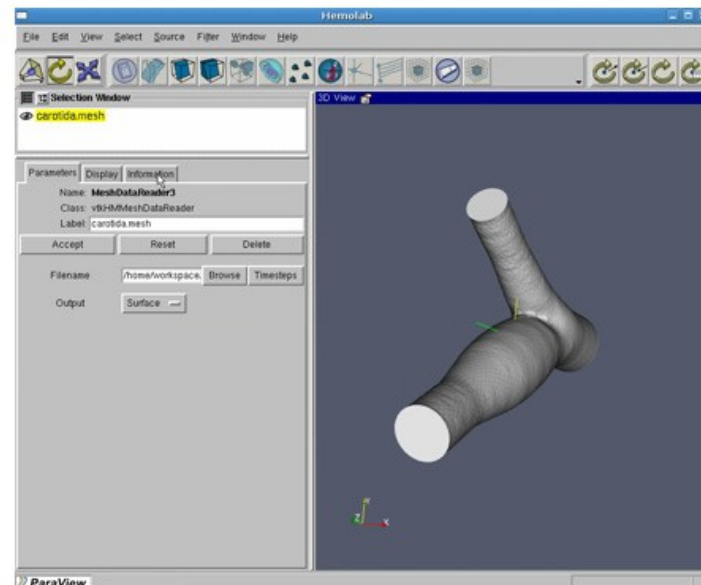 Hemolab
File Edit View Select Source Filter Window Help
Selection Window
carotida.mesh
3D View
Parameters Display Information
Name: MeshDataReader3
Class: vtkHMMeshDataReader
Label: carotida.mesh
Accept Reset Delete
Filename /home/workspace. Browse Timesteps
Output Surface
Z X
ParaView